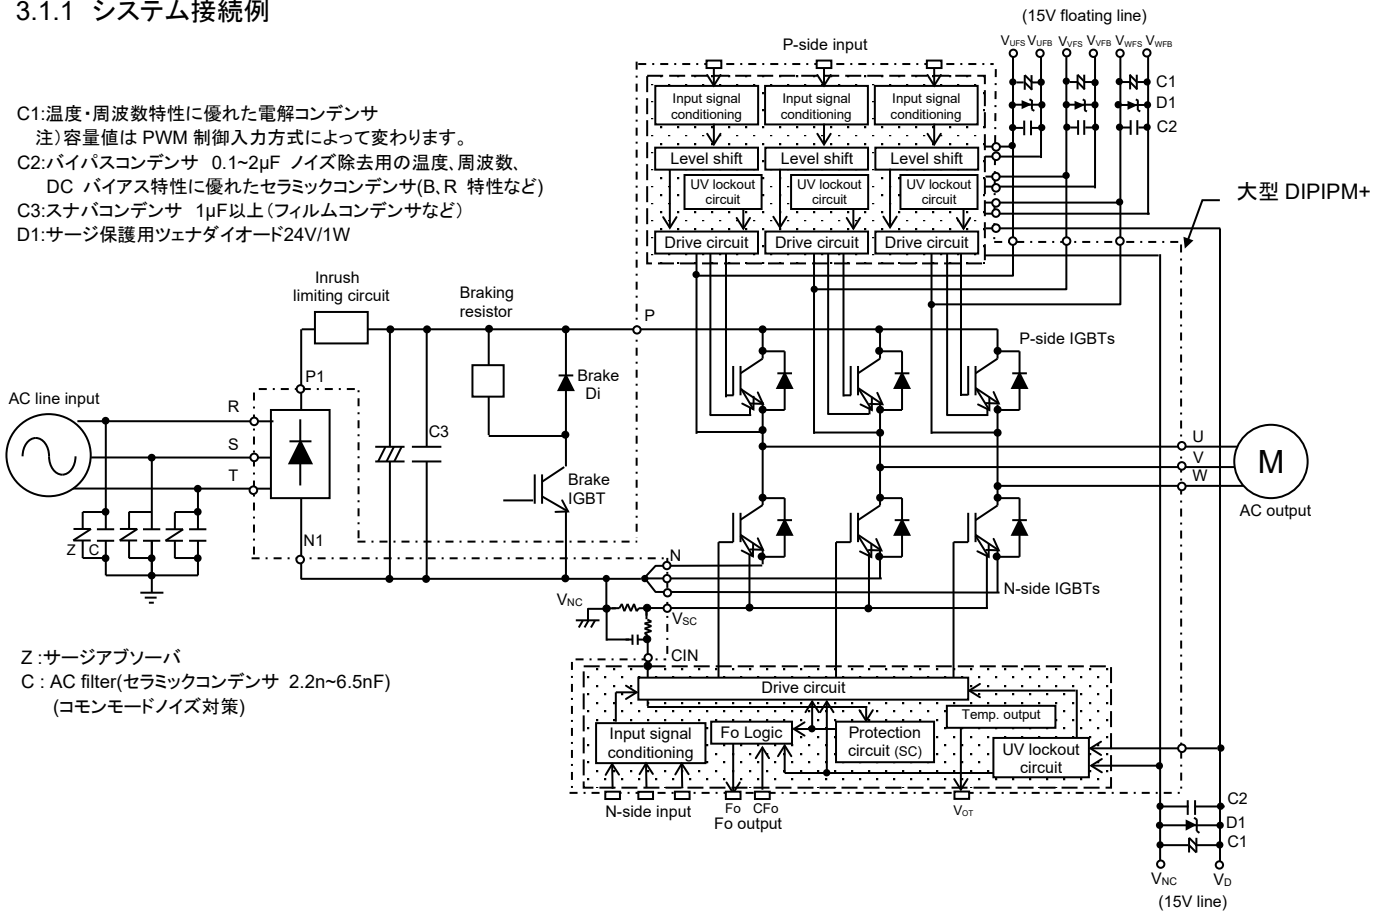 3.1.1 システム接続例
(15V floating line)
VUFS VUFB VVFS VVFB VWFS VWFB
P-side input
C1
D1
C2
C1:温度・周波数特性に優れた電解コンデンサ
注)容量値は PWM 制御入力方式によって変わります。
C2:バイパスコンデンサ 0.1~2μF ノイズ除去用の温度、周波数、
DC バイアス特性に優れたセラミックコンデンサ(B、R 特性など)
C3:スナバコンデンサ 1μF以上(フィルムコンデンサなど)
D1:サージ保護用ツェナダイオード24V/1W
Input signal conditioning
Input signal conditioning
Input signal conditioning
Level shift
Level shift
Level shift
UV lockout circuit
UV lockout circuit
UV lockout circuit
Drive circuit
Drive circuit
Drive circuit
大型 DIPIPM+
Inrush
limiting circuit
Braking
resistor
P
P-side IGBTs
P1
Brake
Di
AC line input
R
S
T
C3
Brake
IGBT
U
V
W
M
AC output
Z C
N1
N
N-side IGBTs
VNC
VSC
CIN
Z :サージアブソーバ
C : AC filter(セラミックコンデンサ 2.2n~6.5nF)
(コモンモードノイズ対策)
Drive circuit
Temp. output
Input signal
conditioning
Fo Logic
Protection
circuit (SC)
UV lockout
circuit
N-side input
Fo CFo
Fo output
VOT
C2
D1
C1
VNC VD
(15V line)